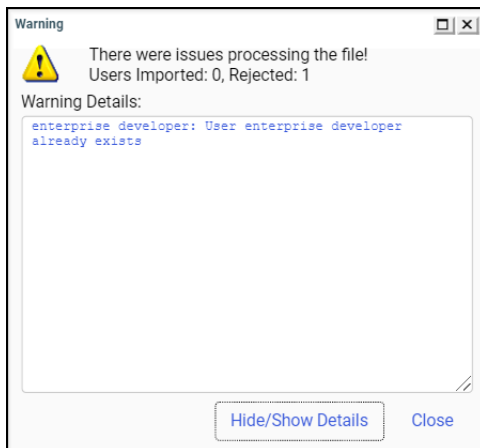 Warning
There were issues processing the file!
Users Imported: 0, Rejected: 1
Warning Details:
enterprise developer: User enterprise developer
already exists
Hide/Show Details
Close